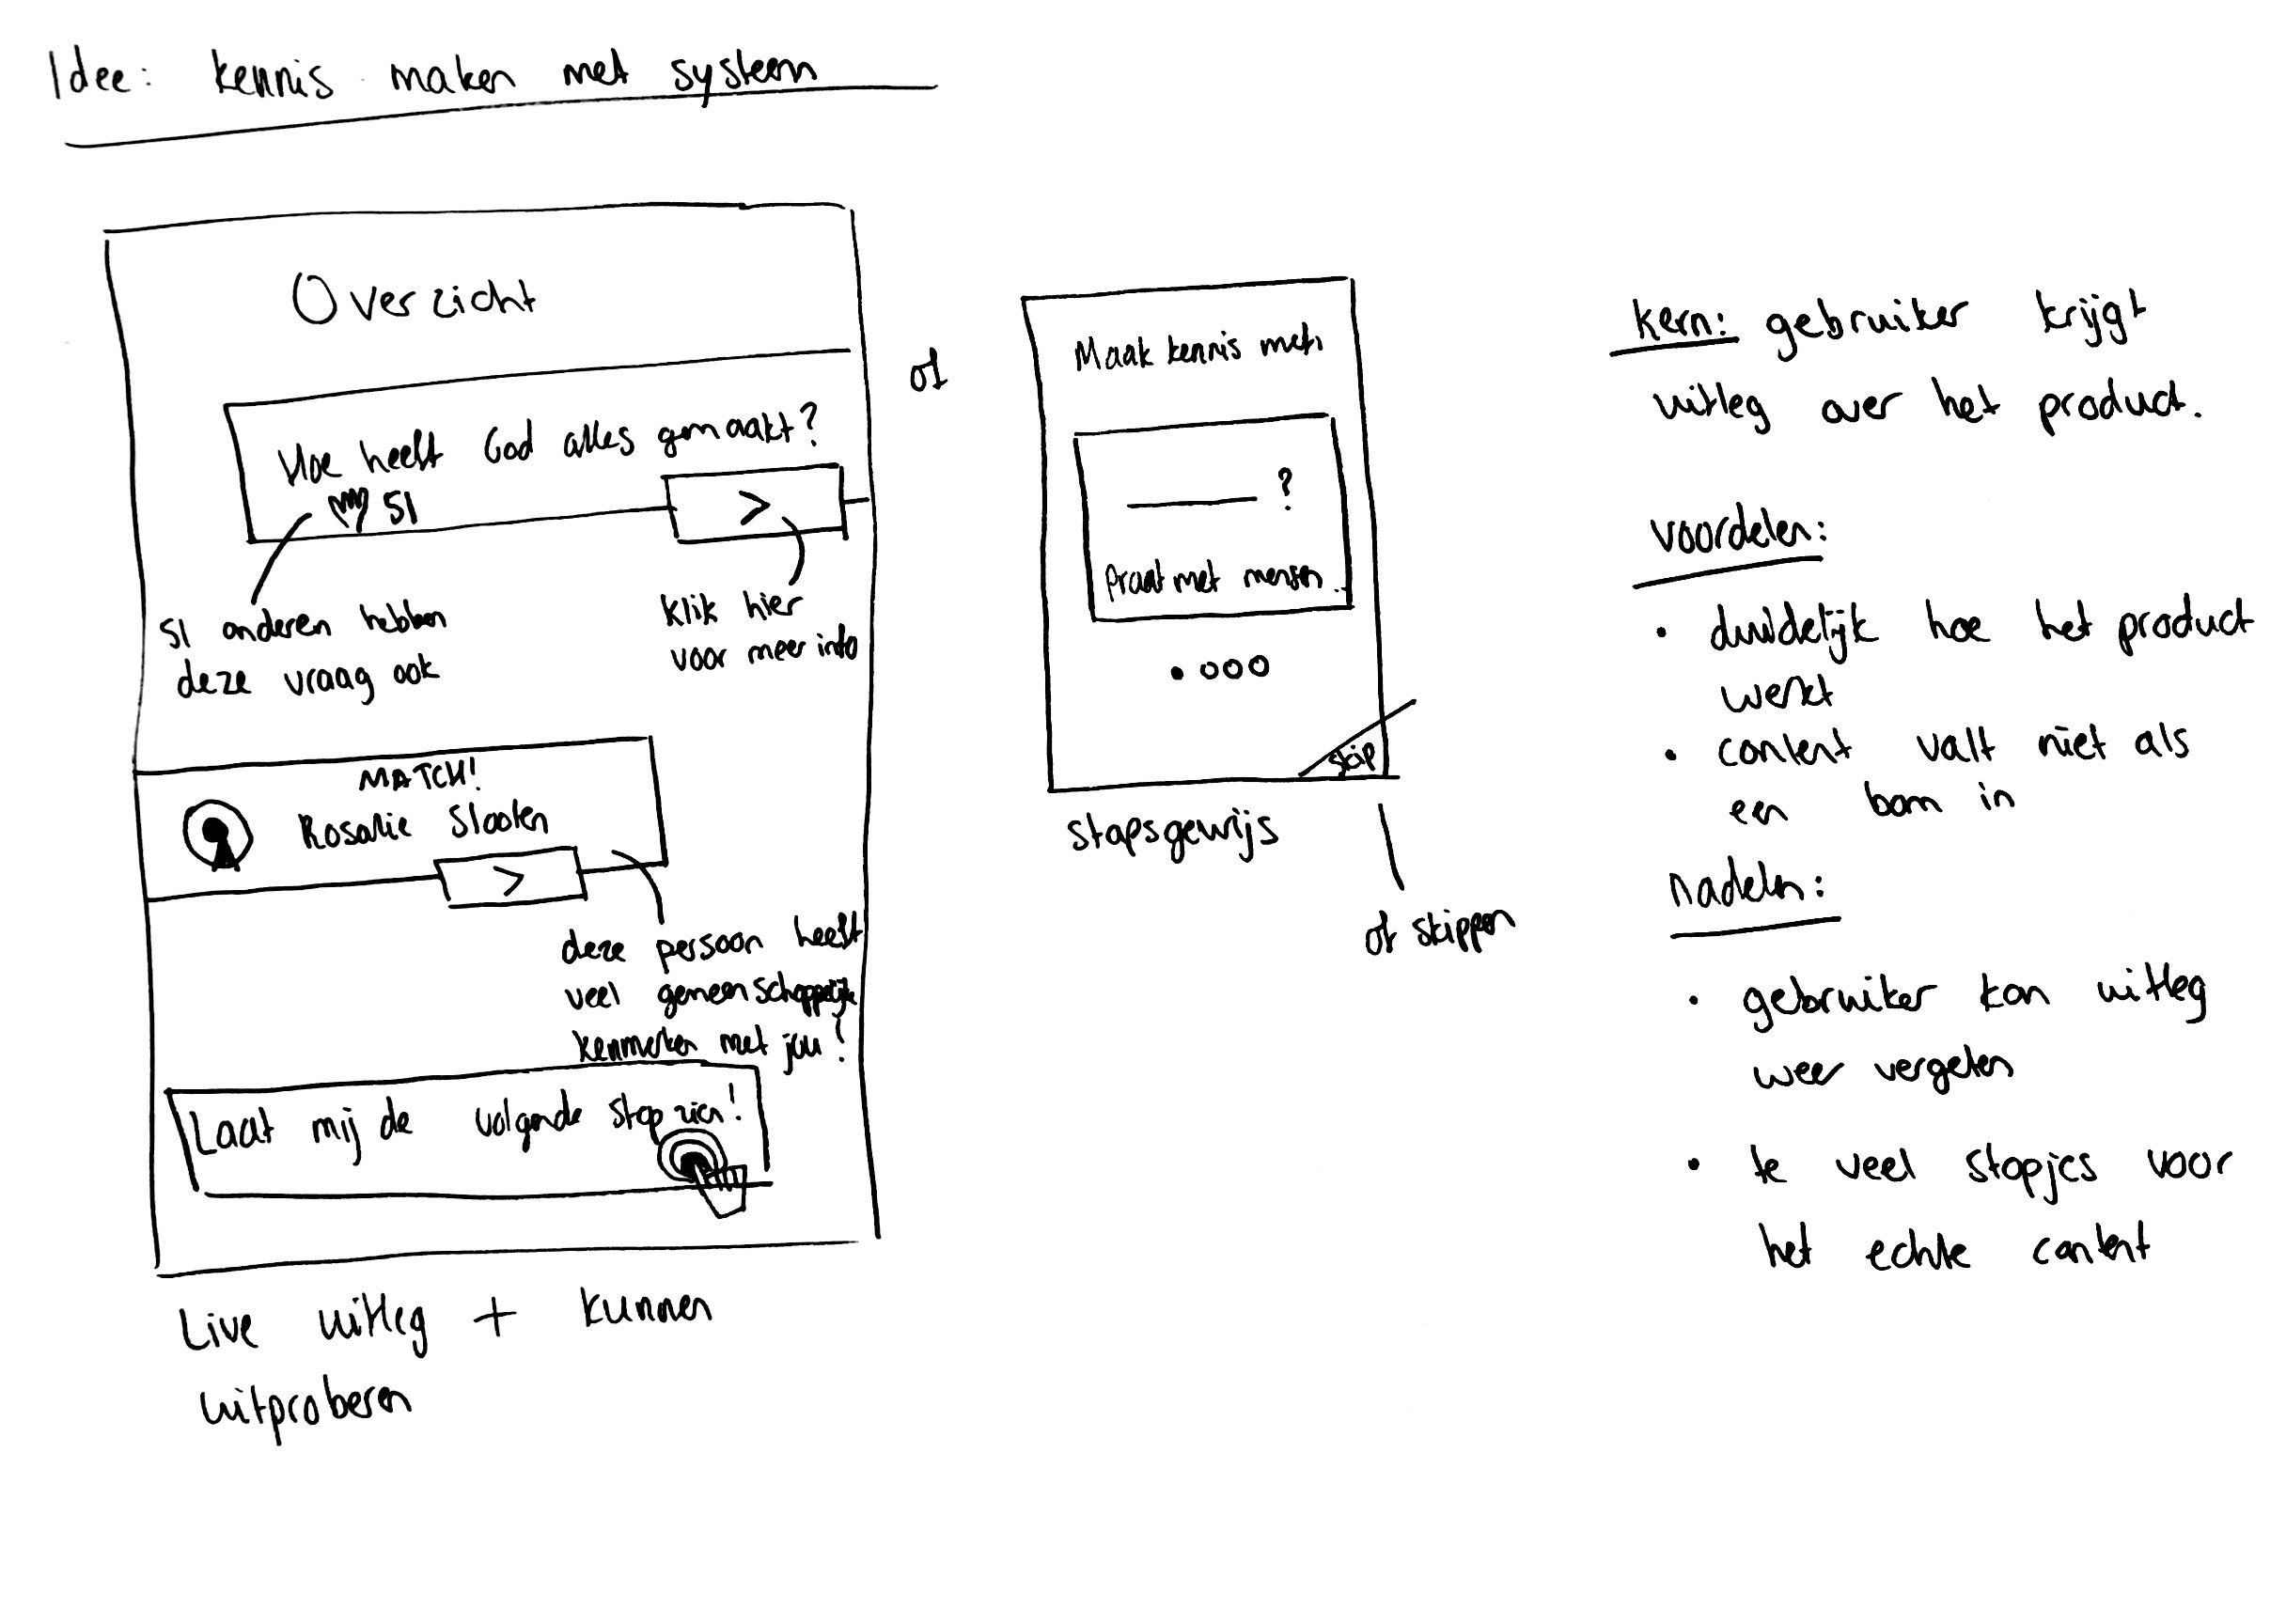 Idee: kennis maken met systeem
Overzicht
Hoe heeft God alles gemaakt?
51
>
51 anderen hebben
deze vraag ook
klik hier
voor meer info
MATCH!
Rosalie Slooten
>
deze persoon heeft
veel gemeenschappelijke
kenmerken met jou!
Laat mij de volgende stap zien!
Live uitleg + kunnen
uitproberen
of
Maak kennis met:
?
Praat met mensen ..
skip
stapsgewijs
of skippen
kern: gebruiker krijgt
uitleg over het product.
voordelen:
• duidelijk hoe het product
werkt
• content valt niet als
een bom in
nadelen:
• gebruiker kan uitleg
weer vergeten
• te veel stapjes voor
het echte content